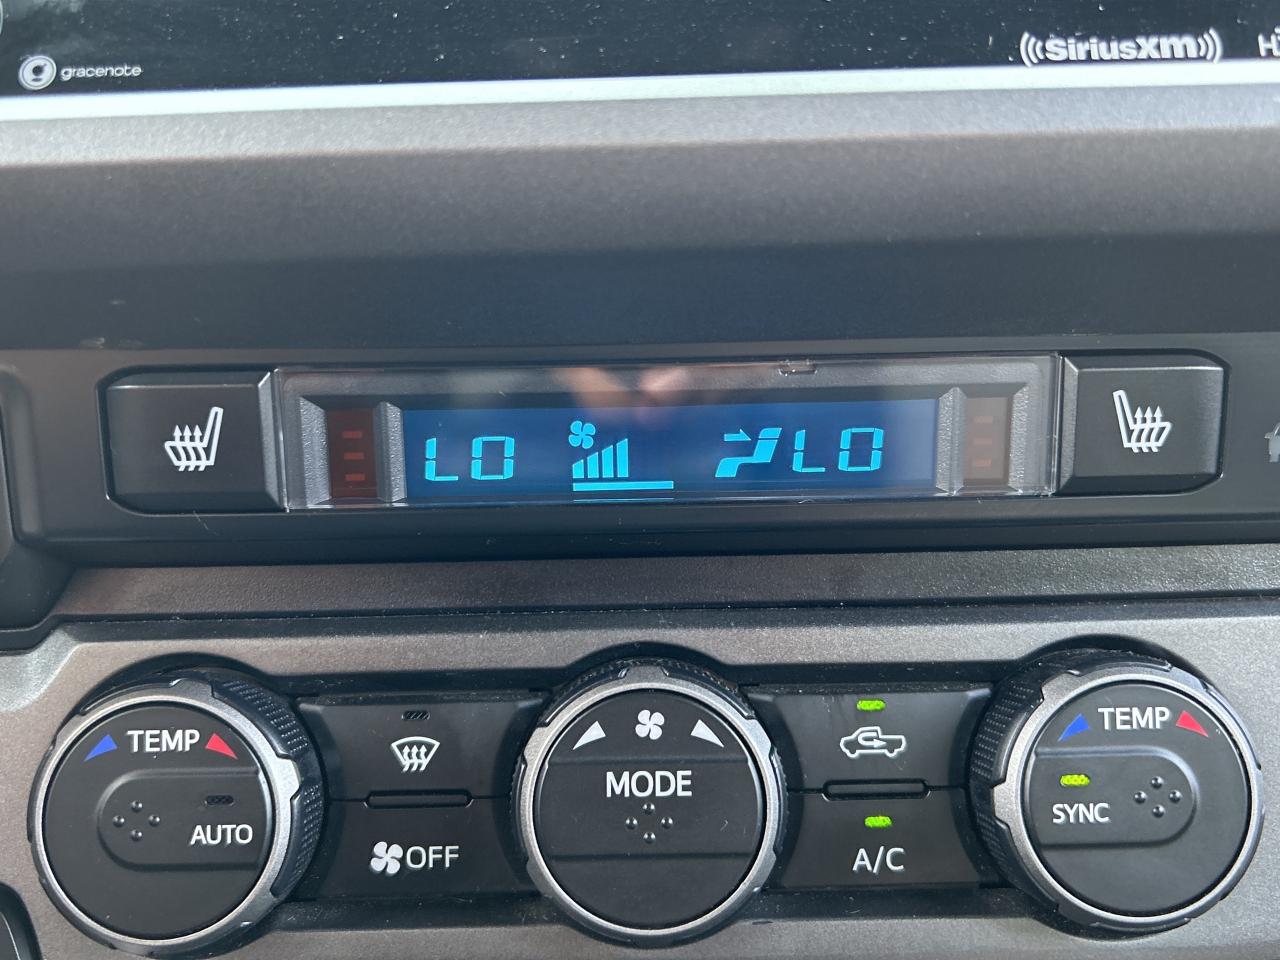 gracenote
((SiriusXM))
LO
LO
TEMP
AUTO
OFF
MODE
A/C
TEMP
SYNC